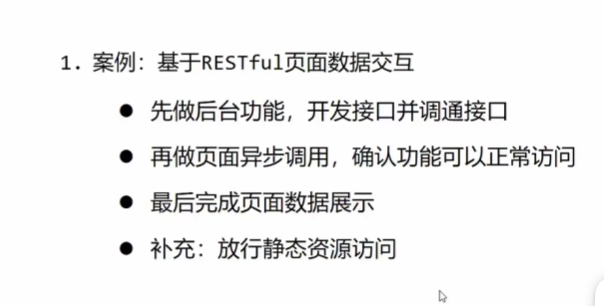 1. 案例：基于RESTful页面数据交互
● 先做后台功能，开发接口并调通接口
● 再做页面异步调用，确认功能可以正常访问
● 最后完成页面数据展示
● 补充：放行静态资源访问